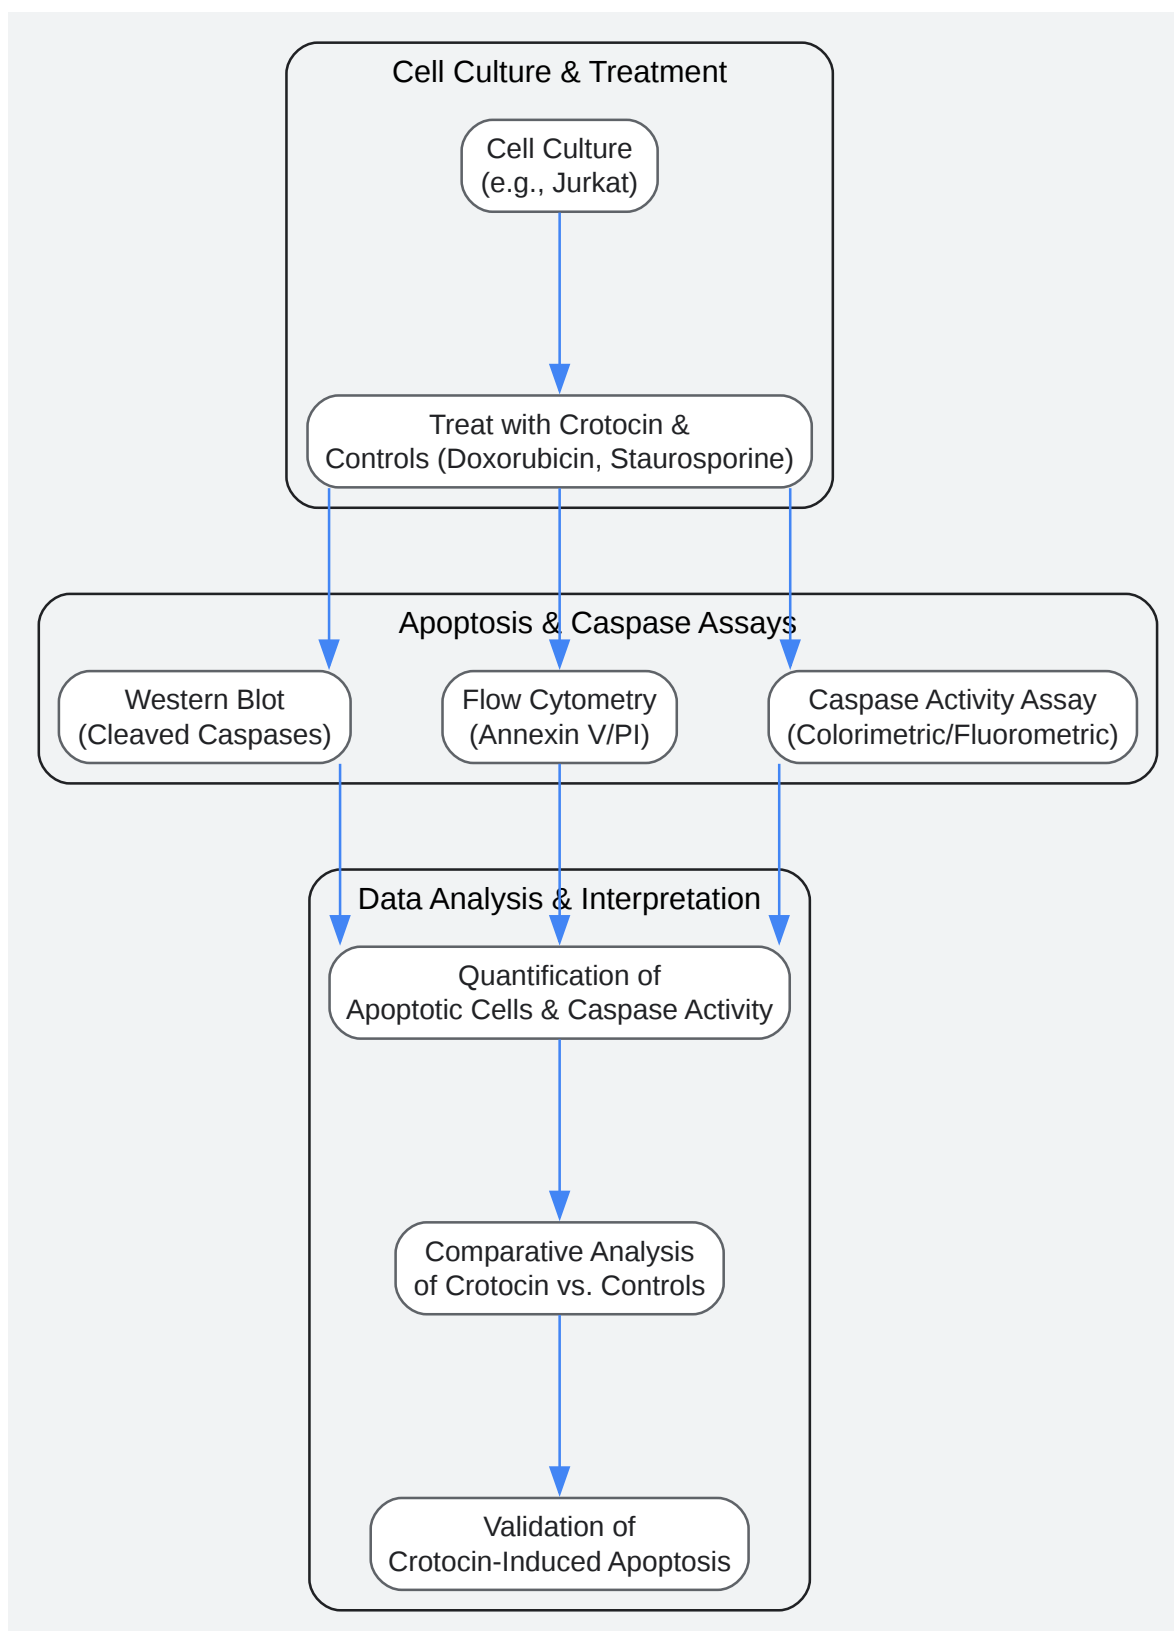 Cell Culture & Treatment
Cell Culture
(e.g., Jurkat)
Treat with Crotocin &
Controls (Doxorubicin, Staurosporine)
Apoptosis & Caspase Assays
Western Blot
(Cleaved Caspases)
Flow Cytometry
(Annexin V/PI)
Caspase Activity Assay
(Colorimetric/Fluorometric)
Data Analysis & Interpretation
Quantification of
Apoptotic Cells & Caspase Activity
Comparative Analysis
of Crotocin vs. Controls
Validation of
Crotocin-Induced Apoptosis